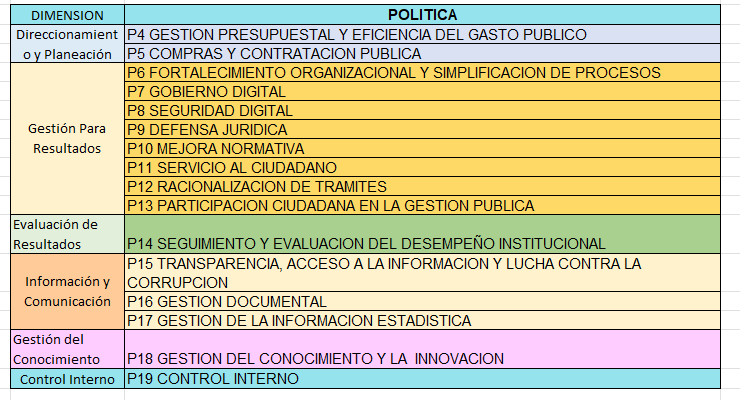 DIMENSION POLITICA
Direccionamient
o y Planeación
P4 GESTION PRESUPUESTAL Y EFICIENCIA DEL GASTO PUBLICO
P5 COMPRAS Y CONTRATACION PUBLICA
Gestión Para
Resultados
P6 FORTALECIMIENTO ORGANIZACIONAL Y SIMPLIFICACION DE PROCESOS
P7 GOBIERNO DIGITAL
P8 SEGURIDAD DIGITAL
P9 DEFENSA JURIDICA
P10 MEJORA NORMATIVA
P11 SERVICIO AL CIUDADANO
P12 RACIONALIZACION DE TRAMITES
P13 PARTICIPACION CIUDADANA EN LA GESTION PUBLICA
Evaluación de
Resultados
P14 SEGUIMIENTO Y EVALUACION DEL DESEMPEÑO INSTITUCIONAL
Información y
Comunicación
P15 TRANSPARENCIA, ACCESO A LA INFORMACION Y LUCHA CONTRA LA
CORRUPCION
P16 GESTION DOCUMENTAL
P17 GESTION DE LA INFORMACION ESTADISTICA
Gestión del
Conocimiento
P18 GESTION DEL CONOCIMIENTO Y LA INNOVACION
Control Interno P19 CONTROL INTERNO